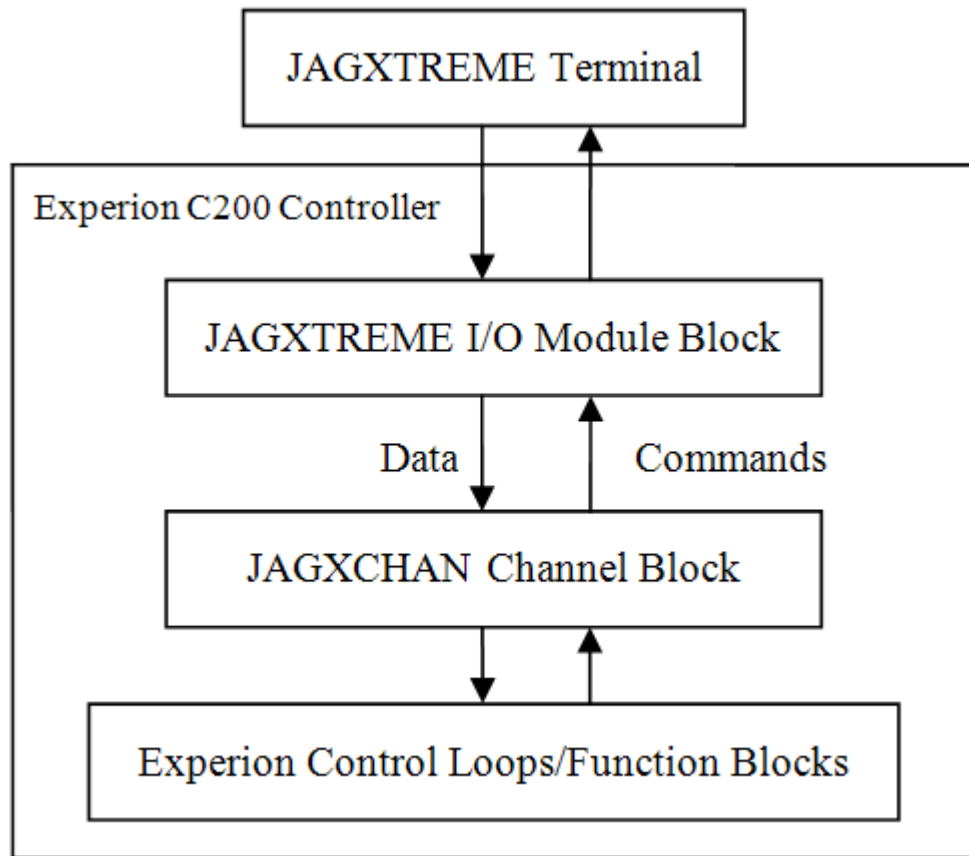 JAGXTREME Terminal
Experion C200 Controller
JAGXTREME I/O Module Block
Data
Commands
JAGXCHAN Channel Block
Experion Control Loops/Function Blocks